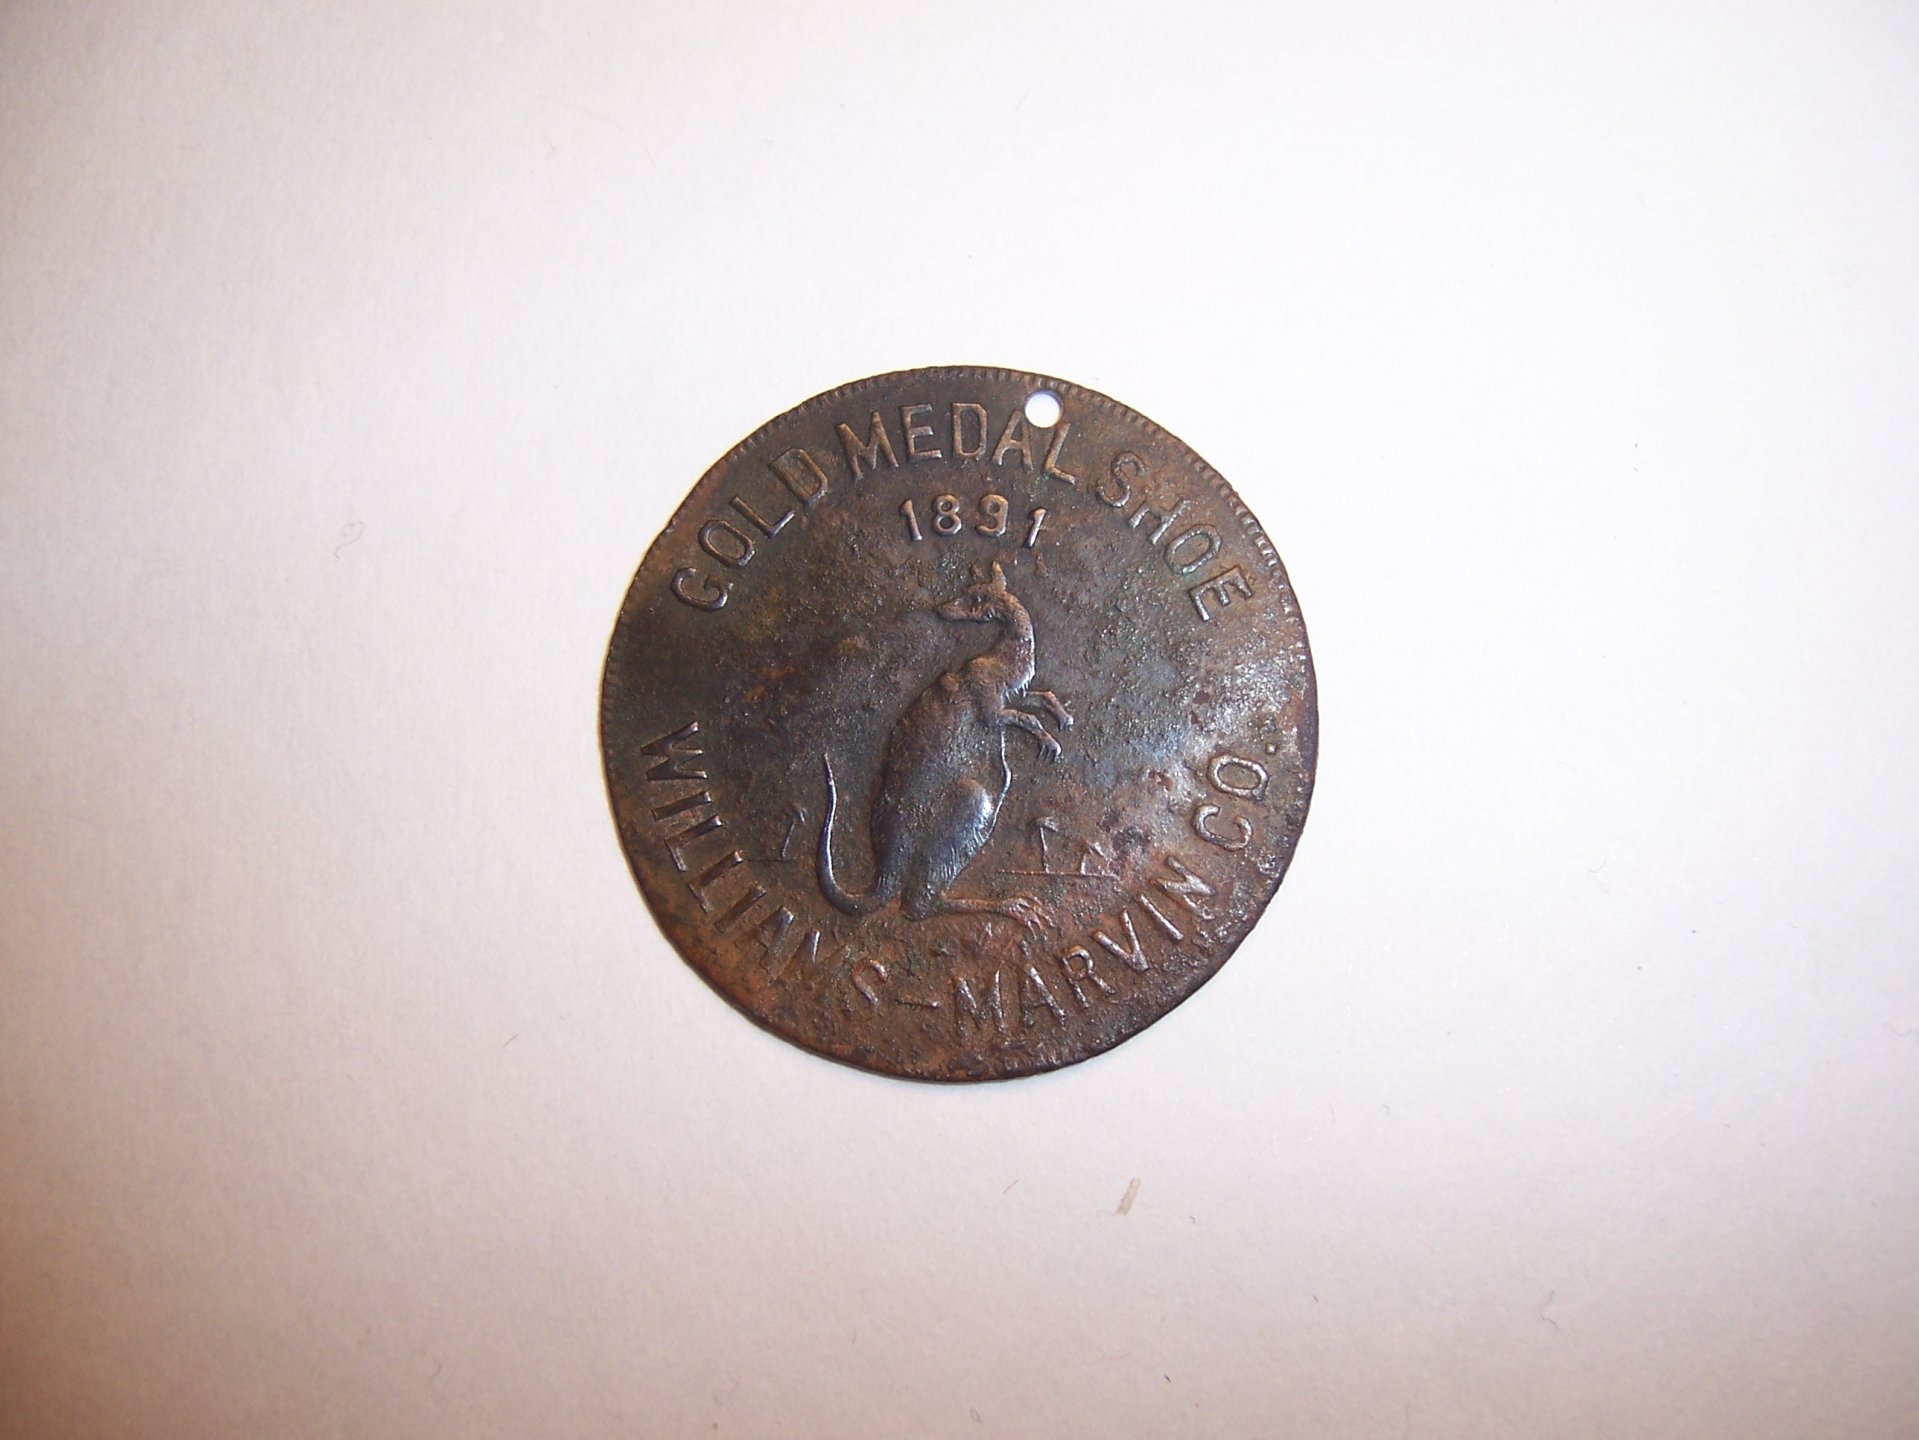 GOLD MEDAL SHOE
1891
WILLIAMS - MARVIN CO.